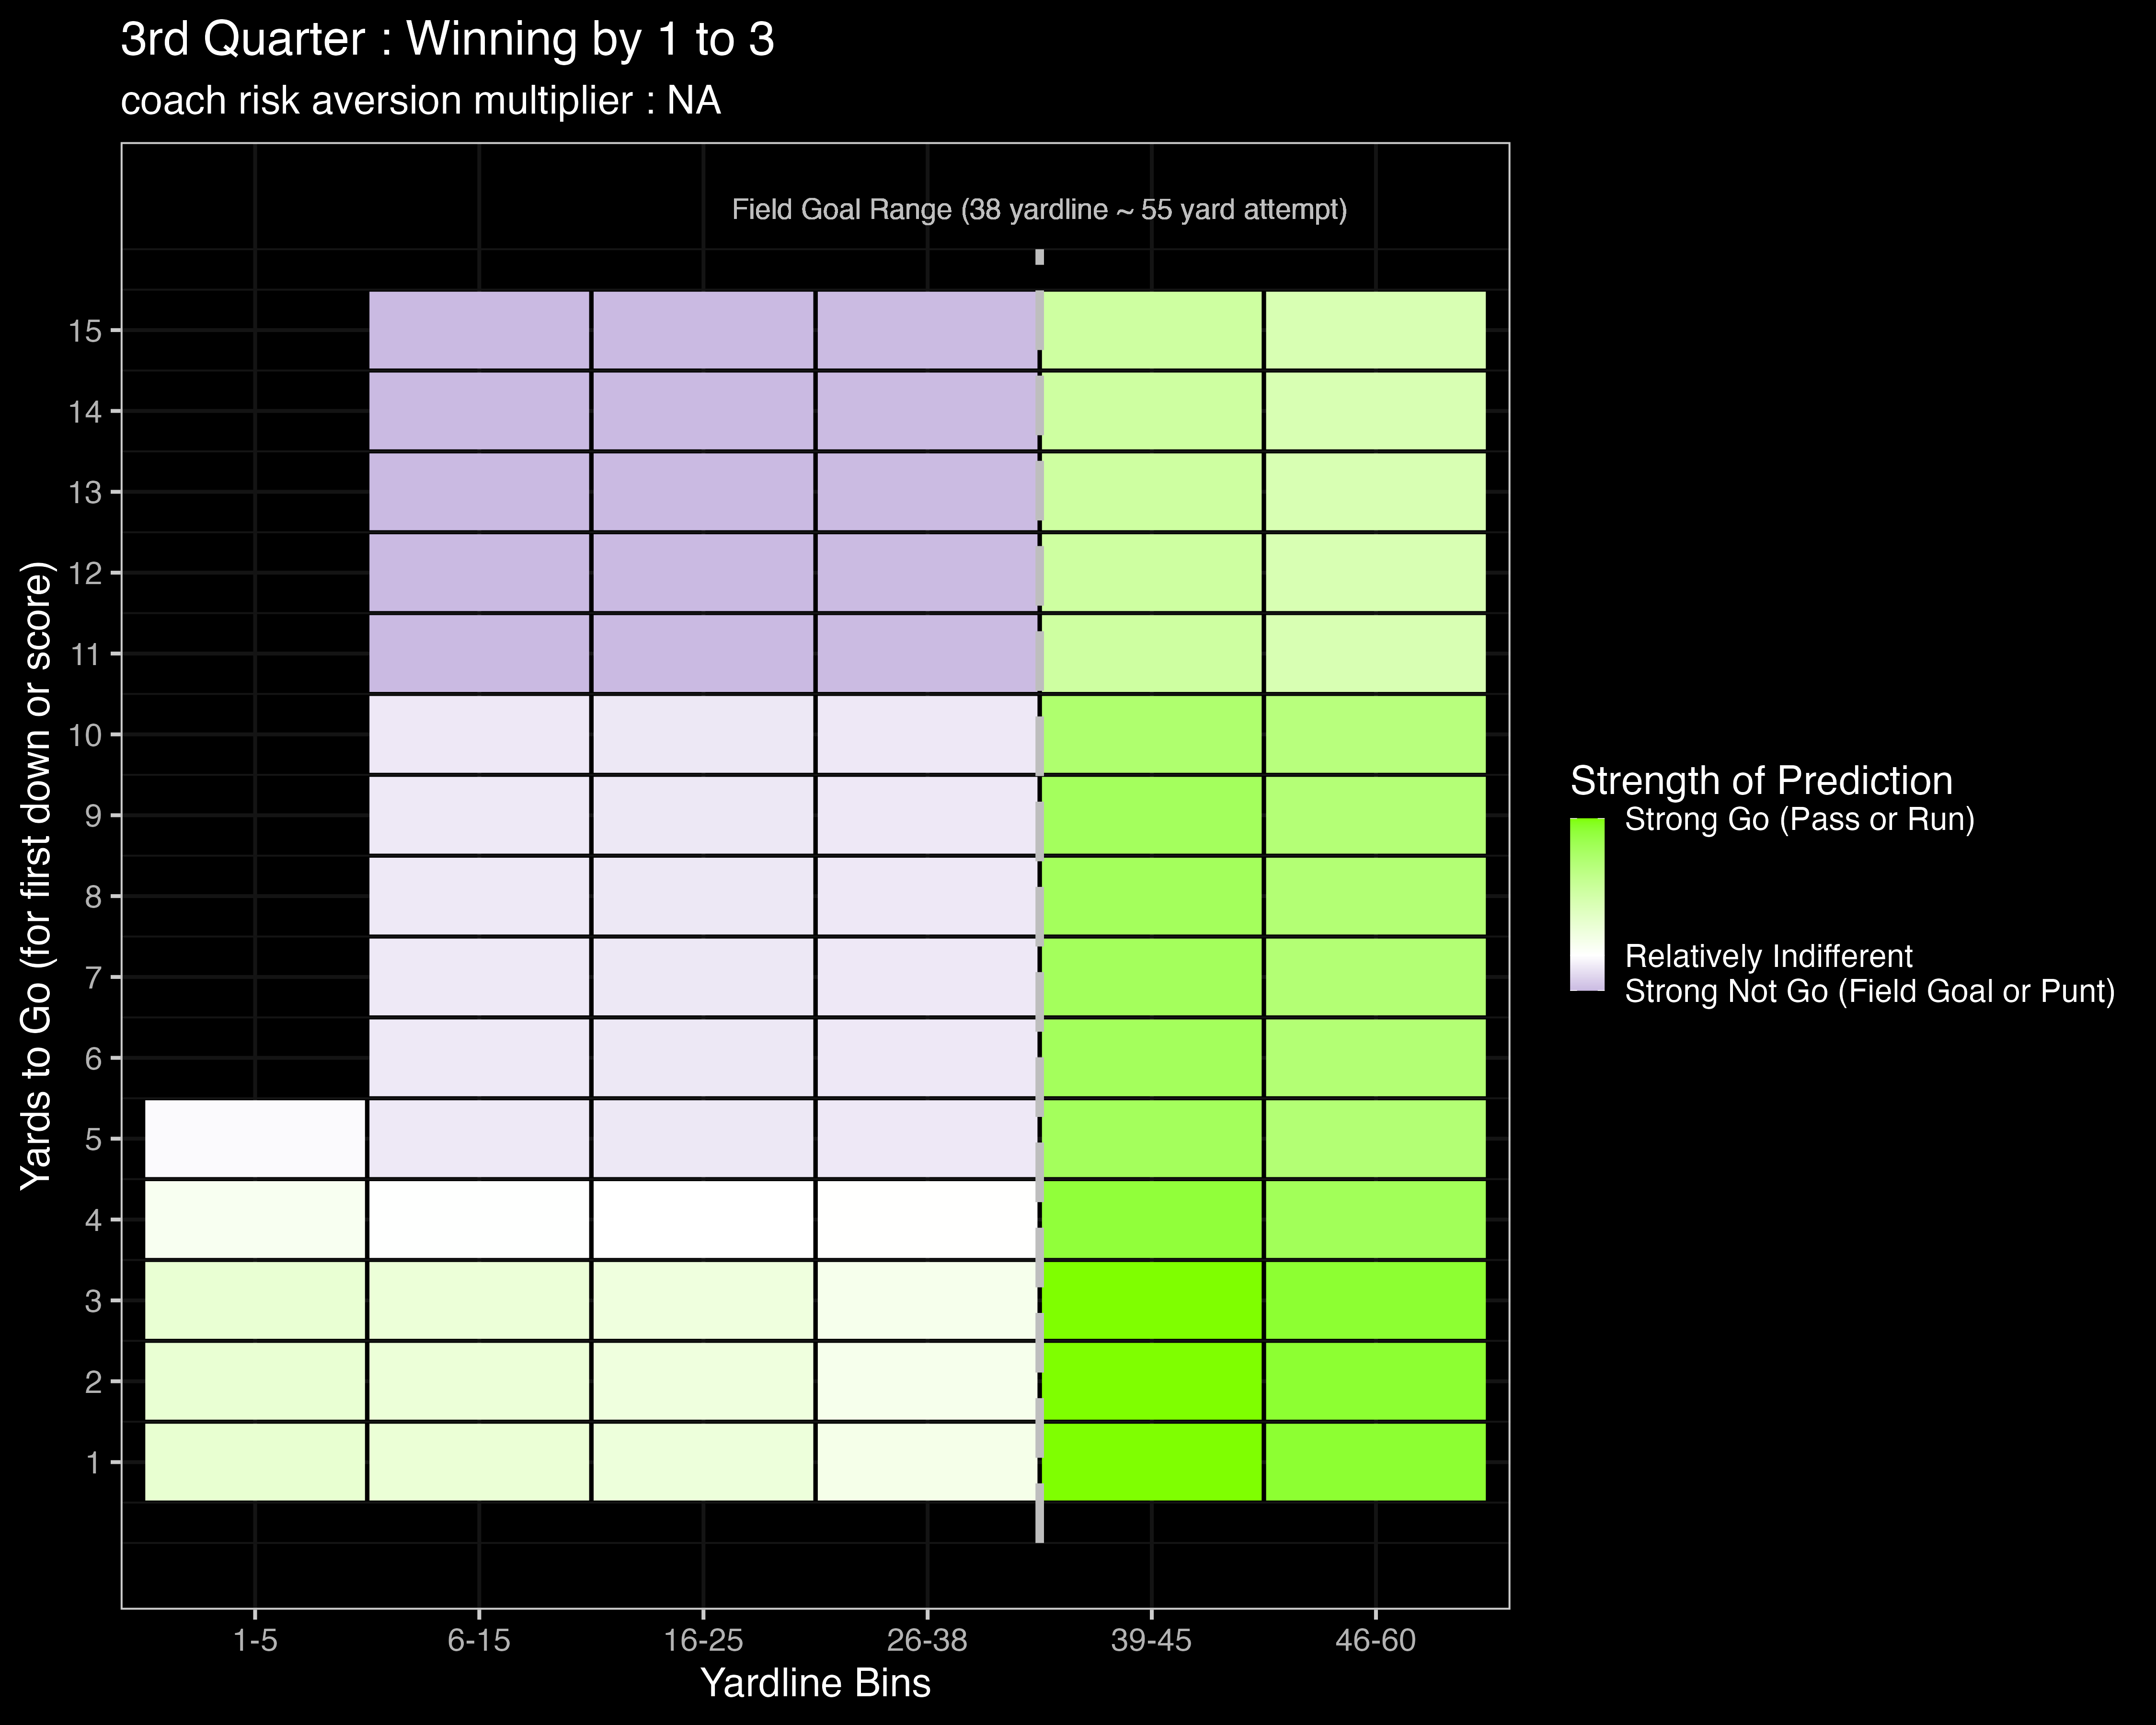 3rd Quarter : Winning by 1 to 3
coach risk aversion multiplier : NA
Field Goal Range (38 yardline ~ 55 yard attempt)
Yards to Go (for first down or score)
15
14
13
12
11
10
9
8
7
6
5
4
3
2
1
1-5
6-15
16-25
26-38
39-45
46-60
Yardline Bins
Strength of Prediction
Strong Go (Pass or Run)
Relatively Indifferent
Strong Not Go (Field Goal or Punt)